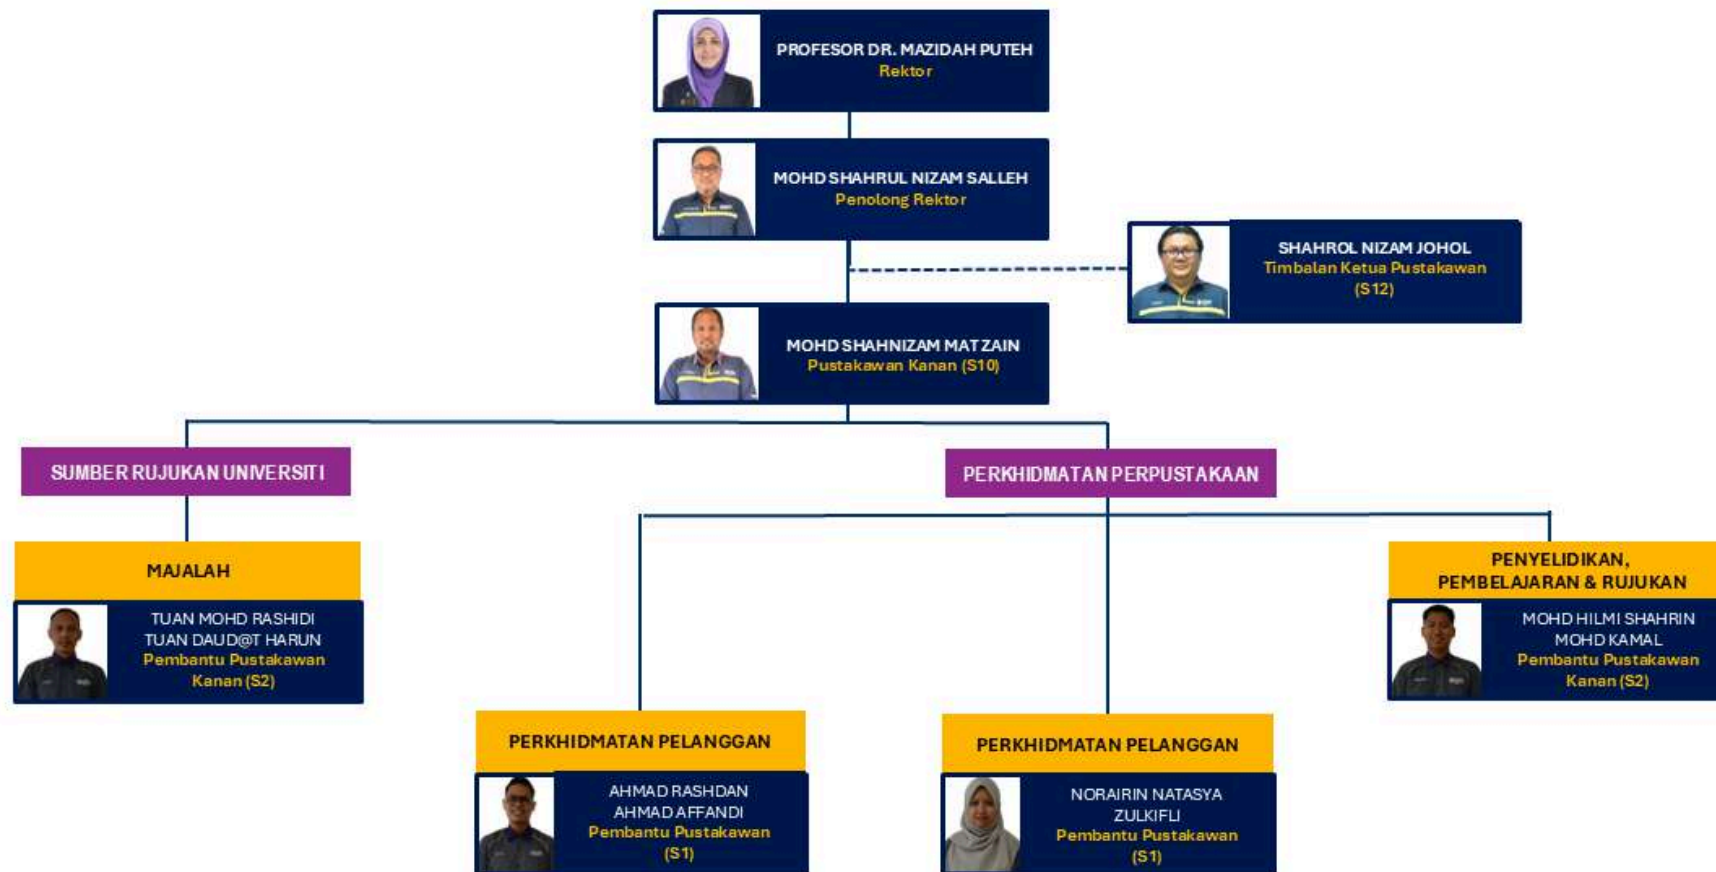 PROFESOR DR. MAZIDAH PUTEH
Rektor
MOHD SHAHRUL NIZAM SALLEH
Penolong Rektor
SHAHROL NIZAM JOHOL
Timbalan Ketua Pustakawan
(S12)
MOHD SHAHNIZAM MAT ZAIN
Pustakawan Kanan (S10)
SUMBER RUJUKAN UNIVERSITI
PERKHIDMATAN PERPUSTAKAAN
MAJALAH
TUAN MOHD RASHIDI
TUAN DAUD@T HARUN
Pembantu Pustakawan
Kanan (S2)
PENYELIDIKAN,
PEMBELAJARAN & RUJUKAN
MOHD HILMI SHAHRIN
MOHD KAMAL
Pembantu Pustakawan
Kanan (S2)
PERKHIDMATAN PELANGGAN
AHMAD RASHDAN
AHMAD AFFANDI
Pembantu Pustakawan
(S1)
PERKHIDMATAN PELANGGAN
NORAIRIN NATASYA
ZULKIFLI
Pembantu Pustakawan
(S1)